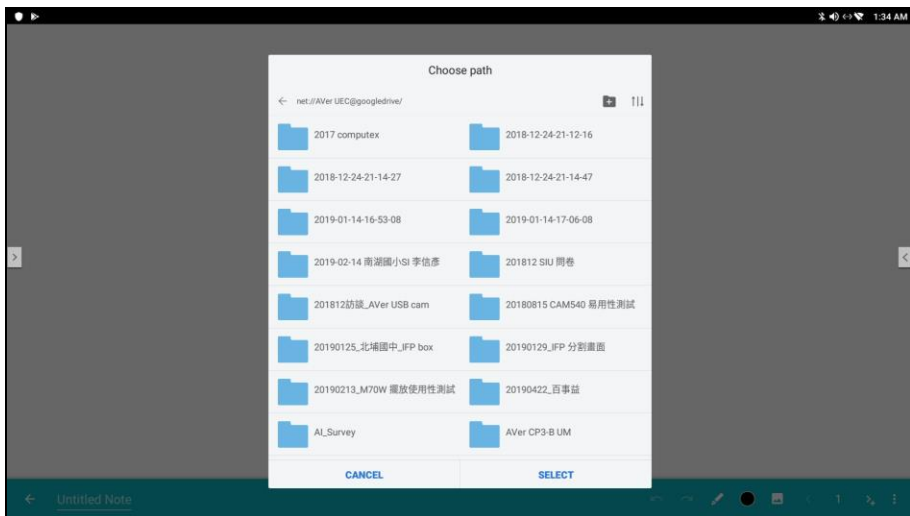 1:34 AM
Choose path
net://AVer UEC@googledrive/
2017 computex
2018-12-24-21-12-16
2018-12-24-21-14-27
2018-12-24-21-14-47
2019-01-14-16-53-08
2019-01-14-17-06-08
2019-02-14 南湖國小SI 李信彥
201812 SIU 問卷
201812訪談_AVer USB cam
20180815 CAM540 易用性測試
20190125_北埔國中_IFP box
20190129_IFP 分割畫面
20190213_M70W 擺放使用性測試
20190422_百事益
AI_Survey
AVer CP3-B UM
CANCEL
SELECT
Untitled Note
1